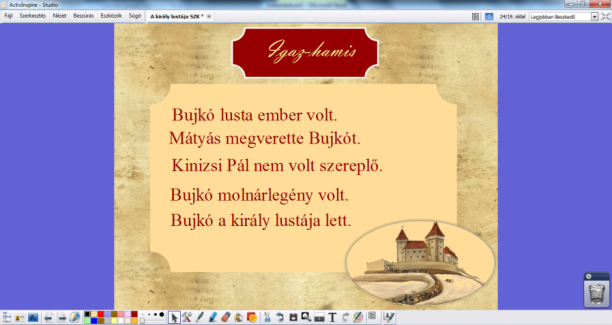 ActivInspire - Studio
Fájl Szerkesztés Nézet Beszúrás Eszközök Súgó
A király lustája SZK *
24/15. oldal
Legjobban illeszkedő
Igaz-hamis
Bujkó lusta ember volt.
Mátyás megverette Bujkót.
Kinizsi Pál nem volt szereplő.
Bujkó molnárlegény volt.
Bujkó a király lustája lett.